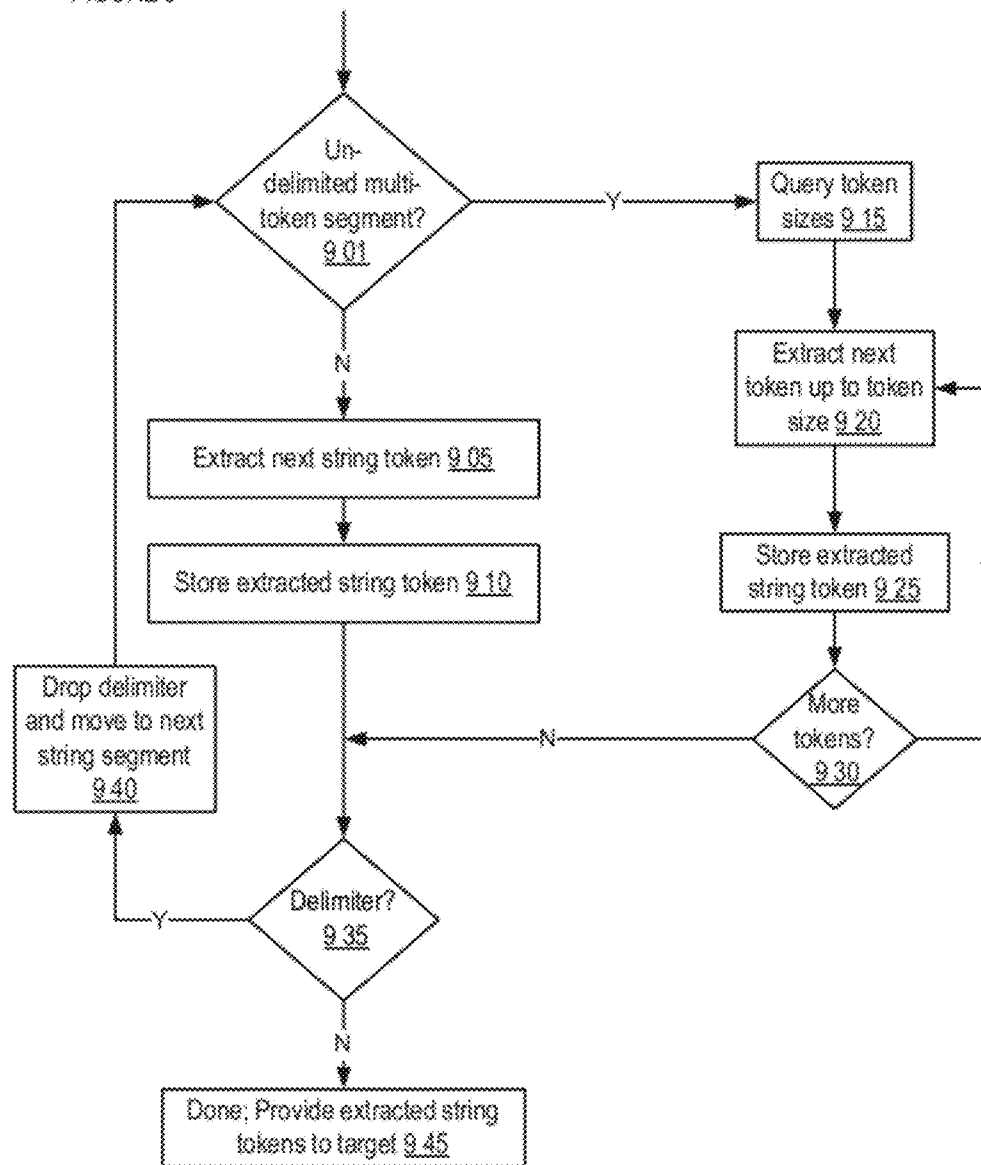 Un-
delimited multi-
token segment?
9.01
Y
Query token
sizes 9.15
N
Extract next
token up to token
size 9.20
Extract next string token 9.05
Store extracted string token 9.10
Store extracted
string token 9.25
Drop delimiter
and move to next
string segment
9.40
N
More
tokens?
9.30
Y
Delimiter?
9.35
N
Done; Provide extracted string
tokens to target 9.45